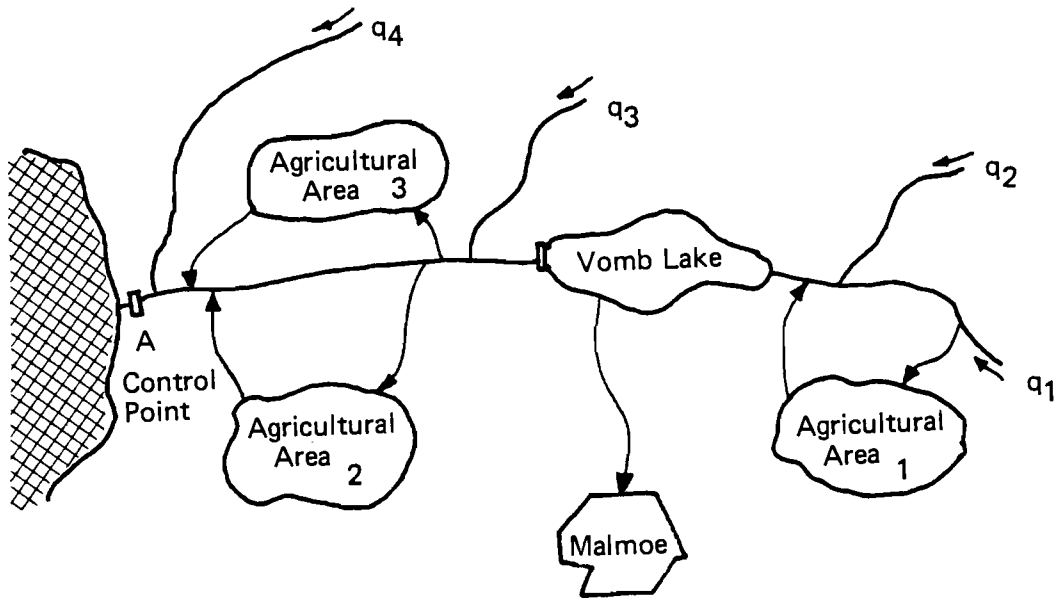 q4
q3
q2
Agricultural
Area 3
Vomb Lake
A
Control
Point
q1
Agricultural
Area 2
Agricultural
Area 1
Malmoe